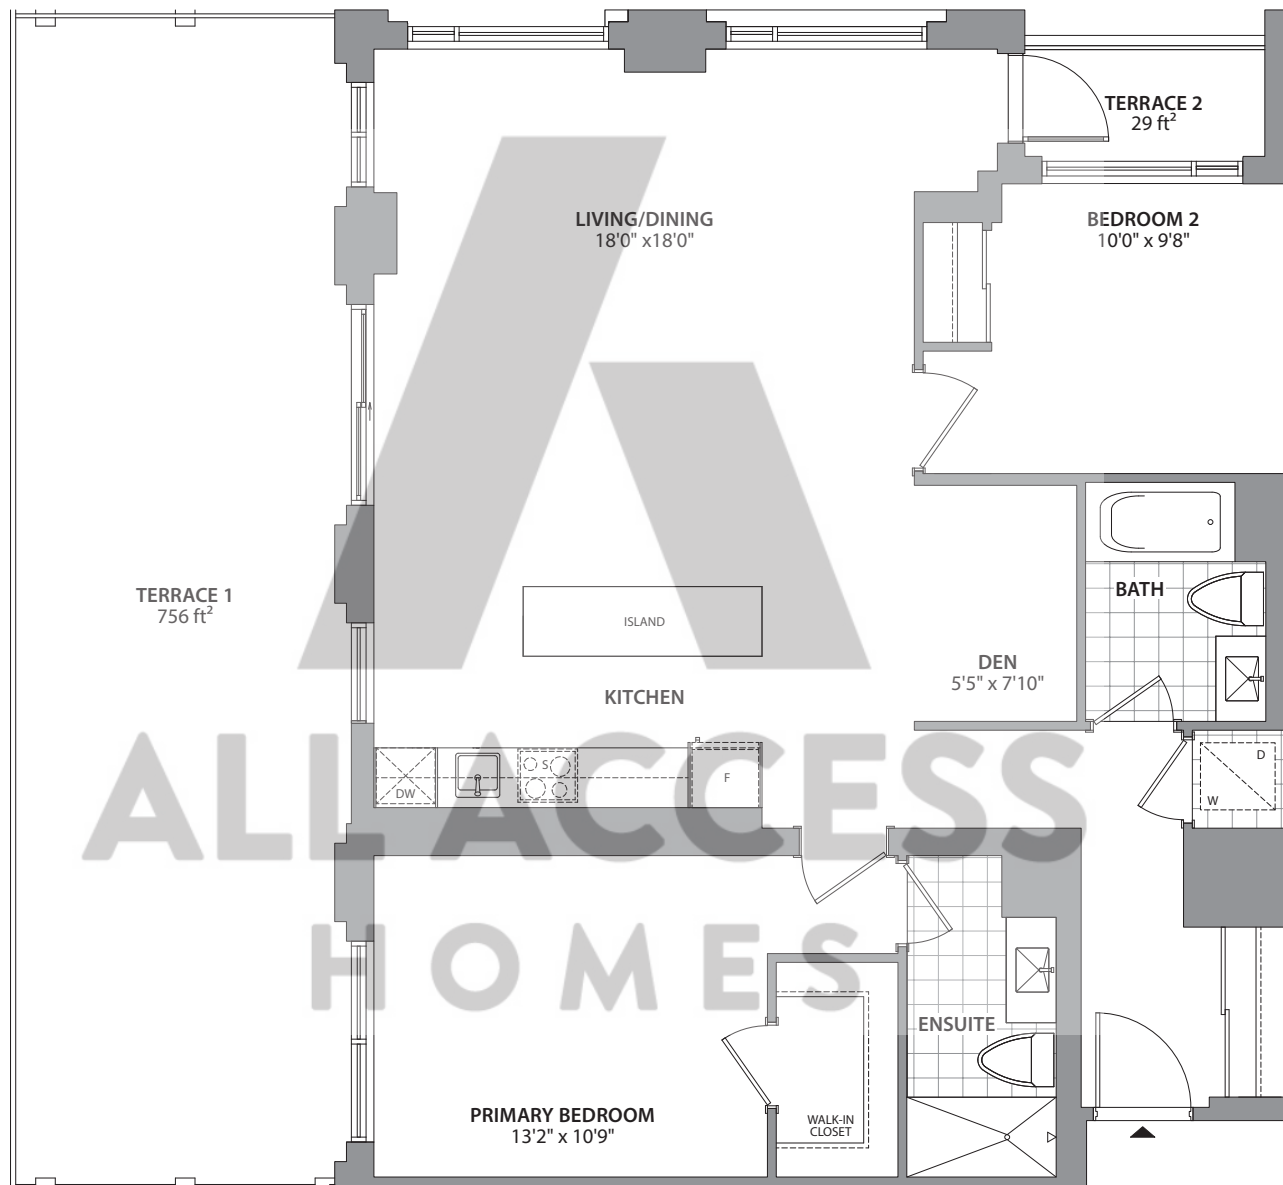 TERRACE 2
29 ft²
LIVING/DINING
18'0" x18'0"
BEDROOM 2
10'0" x 9'8"
TERRACE 1
756 ft²
BATH
ISLAND
DEN
5'5" x 7'10"
KITCHEN
DW
S
F
D
W
ALL ACCESS
HOMES
ENSUITE
PRIMARY BEDROOM
13'2" x 10'9"
WALK-IN
CLOSET